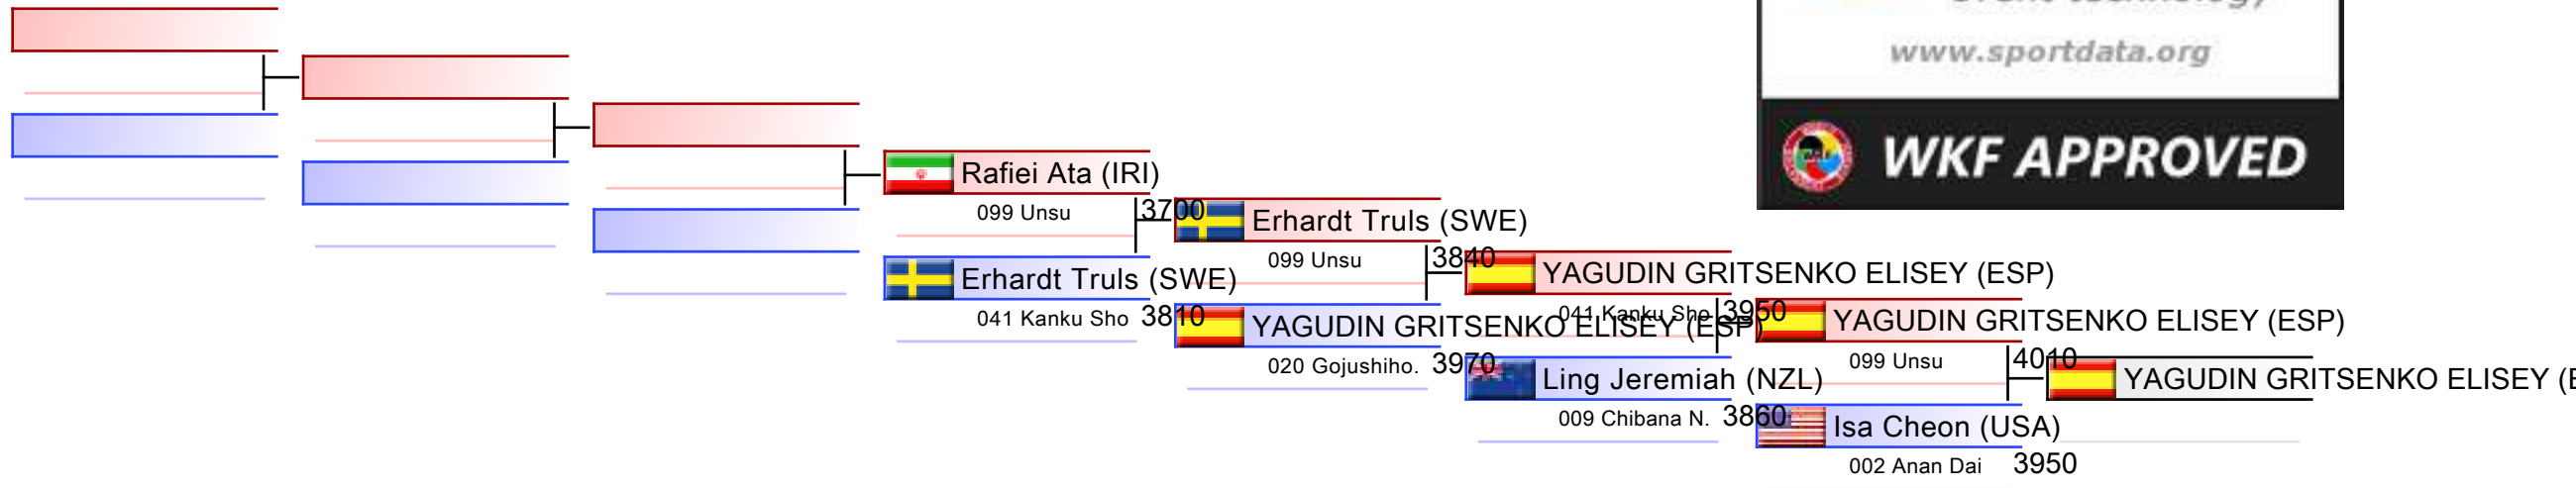 www.sportdata.org
WKF APPROVED
Rafiei Ata (IRI)
099 Unsu 3700
Erhardt Truls (SWE)
041 Kanku Sho 3810
Erhardt Truls (SWE)
099 Unsu 3840
YAGUDIN GRITSENKO ELISEY (ESP)
020 Gojushiho. 3970
YAGUDIN GRITSENKO ELISEY (ESP)
041 Kanku Sho 3950
Ling Jeremiah (NZL)
009 Chibana N. 3860
YAGUDIN GRITSENKO ELISEY (ESP)
099 Unsu 4010
Isa Cheon (USA)
002 Anan Dai 3950
YAGUDIN GRITSENKO ELISEY (